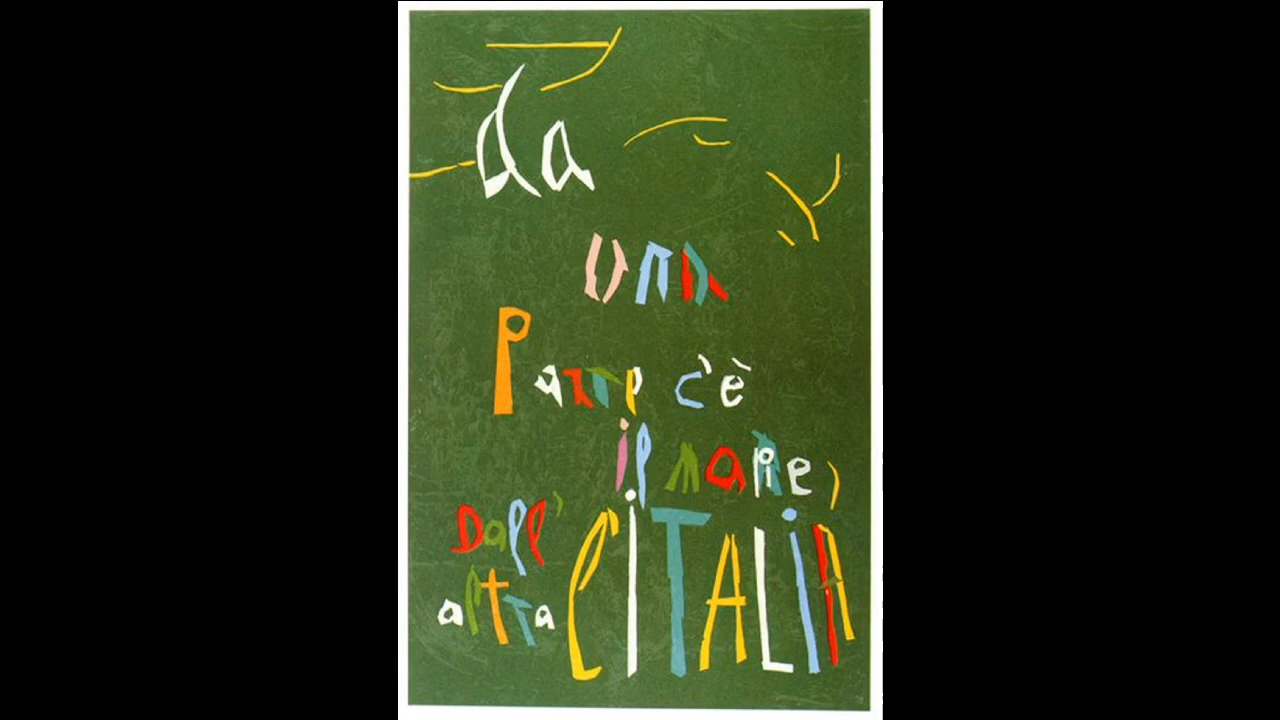 da
una
Parte c'è
il mare,
Dall'
altra l'iTALiA